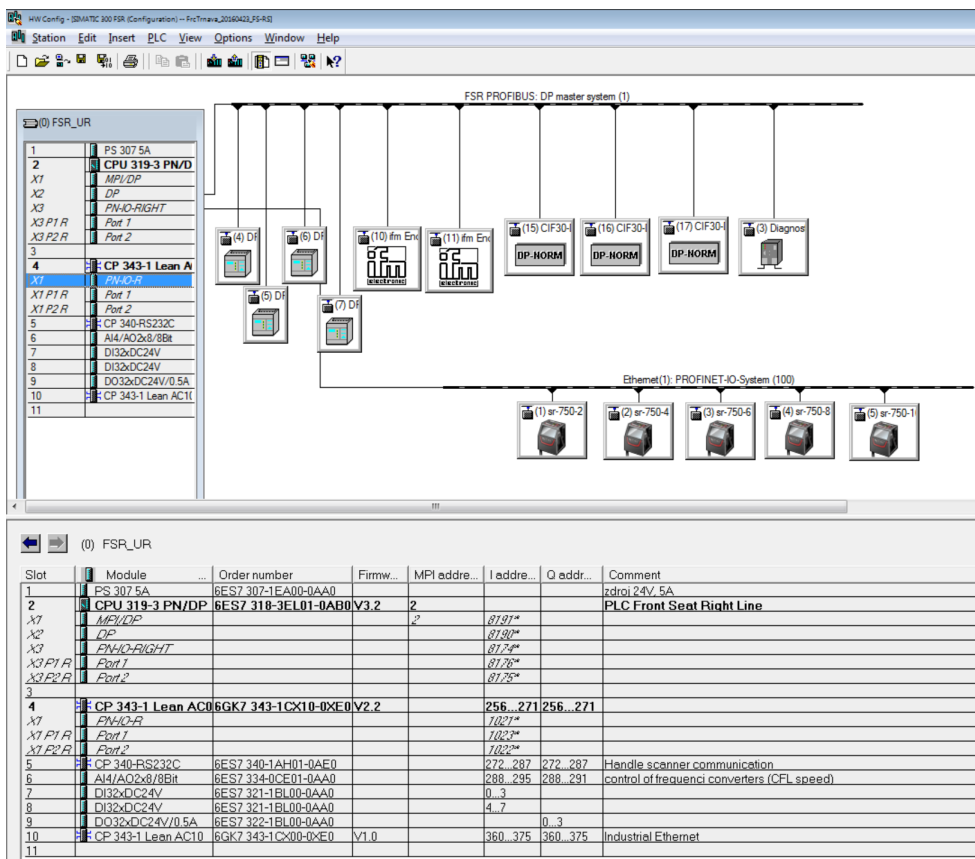 HW Config - [SIMATIC 300 FSR (Configuration) -- FrcTrnava_20160423_FS-RS]
Station Edit Insert PLC View Options Window Help
FSR PROFIBUS: DP master system (1)
(0) FSR_UR
1 PS 307 5A
2 CPU 319-3 PN/D
X1 MPI/DP
X2 DP
X3 PN-IO-RIGHT
X3 P1 R Port 1
X3 P2 R Port 2
3
4 CP 343-1 Lean A
X1 PN-IO-R
X1 P1 R Port 1
X1 P2 R Port 2
5 CP 340-RS232C
6 AI4/AO2x8/8Bit
7 DI32xDC24V
8 DI32xDC24V
9 DO32xDC24V/0.5A
10 CP 343-1 Lean AC1(
11
(4) DF (6) DF (10) ifm Enc (11) ifm Enc (15) CIF30-I (16) CIF30-I (17) CIF30-I (3) Diagnos
ifm electronic ifm electronic DP-NORM DP-NORM DP-NORM
(5) DF (7) DF
Ethernet(1): PROFINET-IO-System (100)
(1) sr-750-2 (2) sr-750-4 (3) sr-750-6 (4) sr-750-8 (5) sr-750-1(
(0) FSR_UR
Slot Module ... Order number Firmw... MPI addre... I addre... Q addr... Comment
1 PS 307 5A 6ES7 307-1EA00-0AA0 zdroj 24V, 5A
2 CPU 319-3 PN/DP 6ES7 318-3EL01-0AB0 V3.2 2 PLC Front Seat Right Line
X1 MPI/DP 2 8191*
X2 DP 8190*
X3 PN-IO-RIGHT 8174*
X3 P1 R Port 1 8176*
X3 P2 R Port 2 8175*
3
4 CP 343-1 Lean AC0 6GK7 343-1CX10-0XE0 V2.2 256...271 256...271
X1 PN-IO-R 1021*
X1 P1 R Port 1 1023*
X1 P2 R Port 2 1022*
5 CP 340-RS232C 6ES7 340-1AH01-0AE0 272...287 272...287 Handle scanner communication
6 AI4/AO2x8/8Bit 6ES7 334-0CE01-0AA0 288...295 288...291 control of frequenci converters (CFL speed)
7 DI32xDC24V 6ES7 321-1BL00-0AA0 0...3
8 DI32xDC24V 6ES7 321-1BL00-0AA0 4...7
9 DO32xDC24V/0.5A 6ES7 322-1BL00-0AA0 0...3
10 CP 343-1 Lean AC10 6GK7 343-1CX00-0XE0 V1.0 360...375 360...375 Industrial Ethernet
11